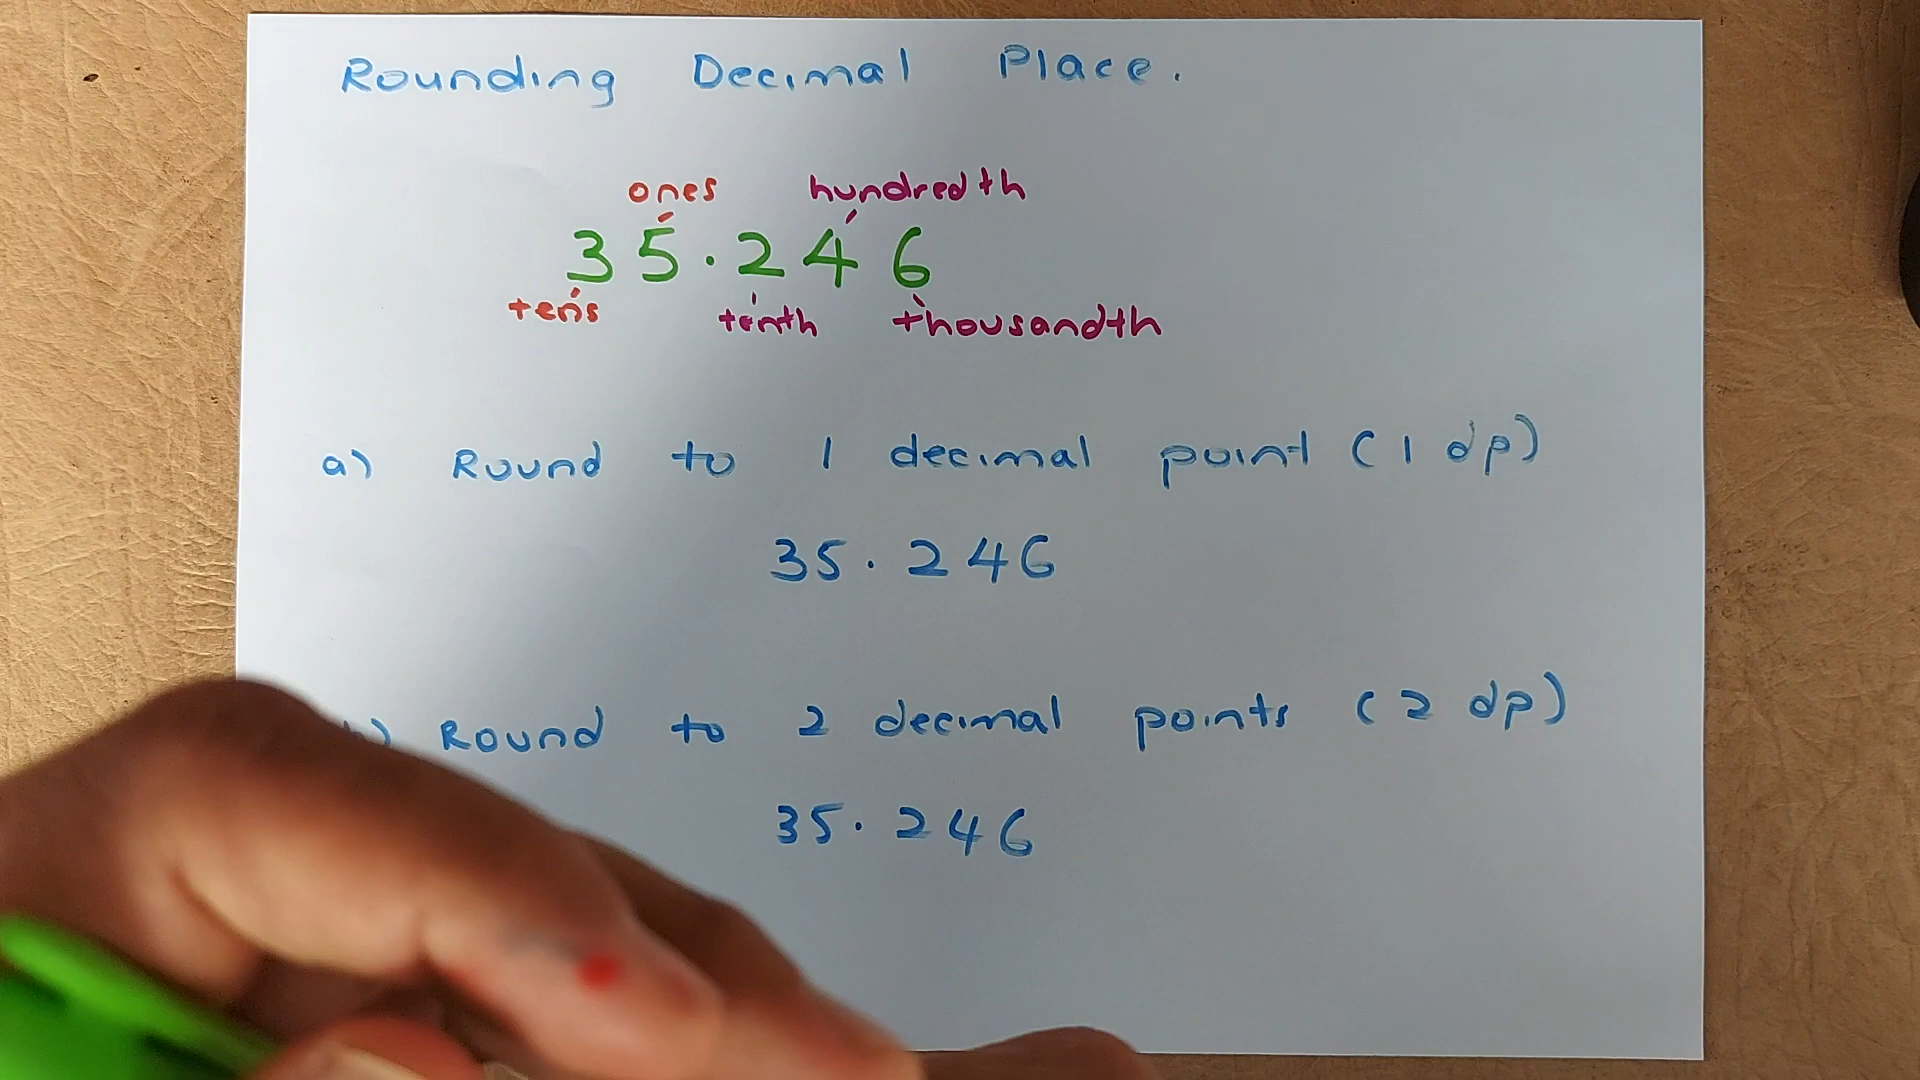 Rounding Decimal Place.
ones hundredth
35.246
tens tenth thousandth
a) Round to 1 decimal point (1 dp)
35.246
Round to 2 decimal points (2 dp)
35.246